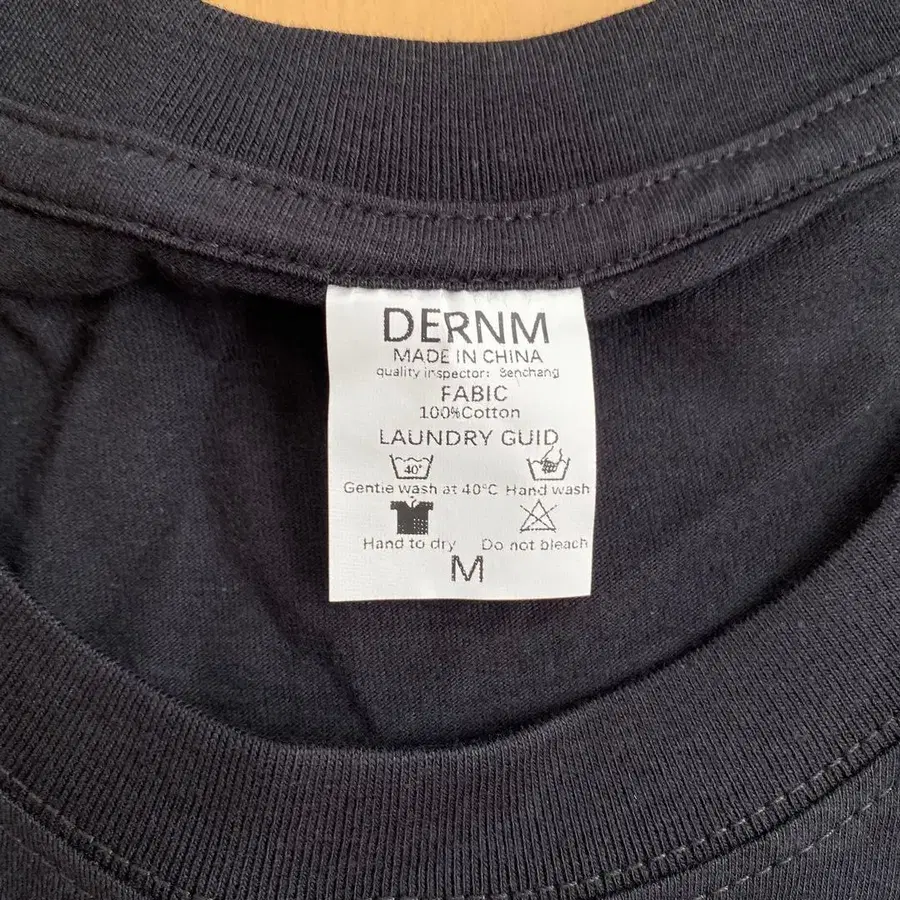 DERNM
MADE IN CHINA
quality inspector: Senchang
FABIC
100%Cotton
LAUNDRY GUID
40°
Gentle wash at 40°C Hand wash
Hand to dry Do not bleach
M